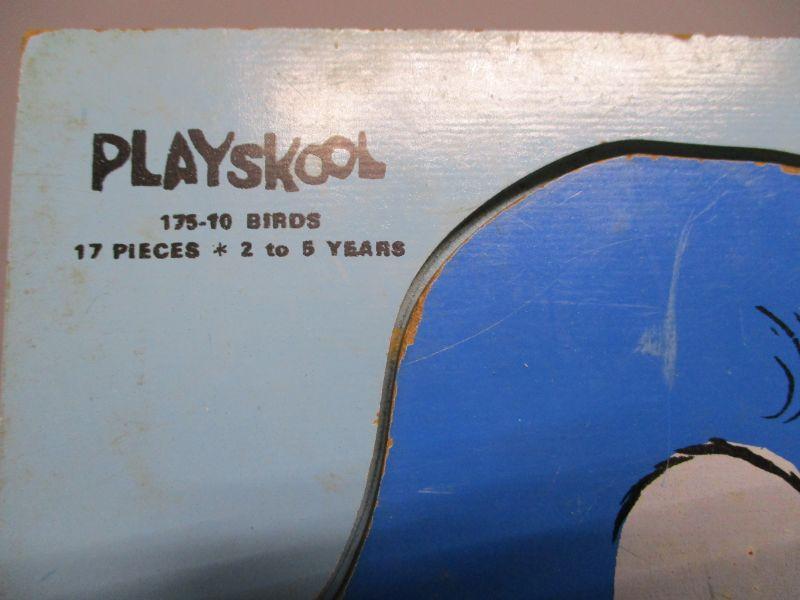 PLAYSKOOL
175-10 BIRDS
17 PIECES * 2 to 5 YEARS